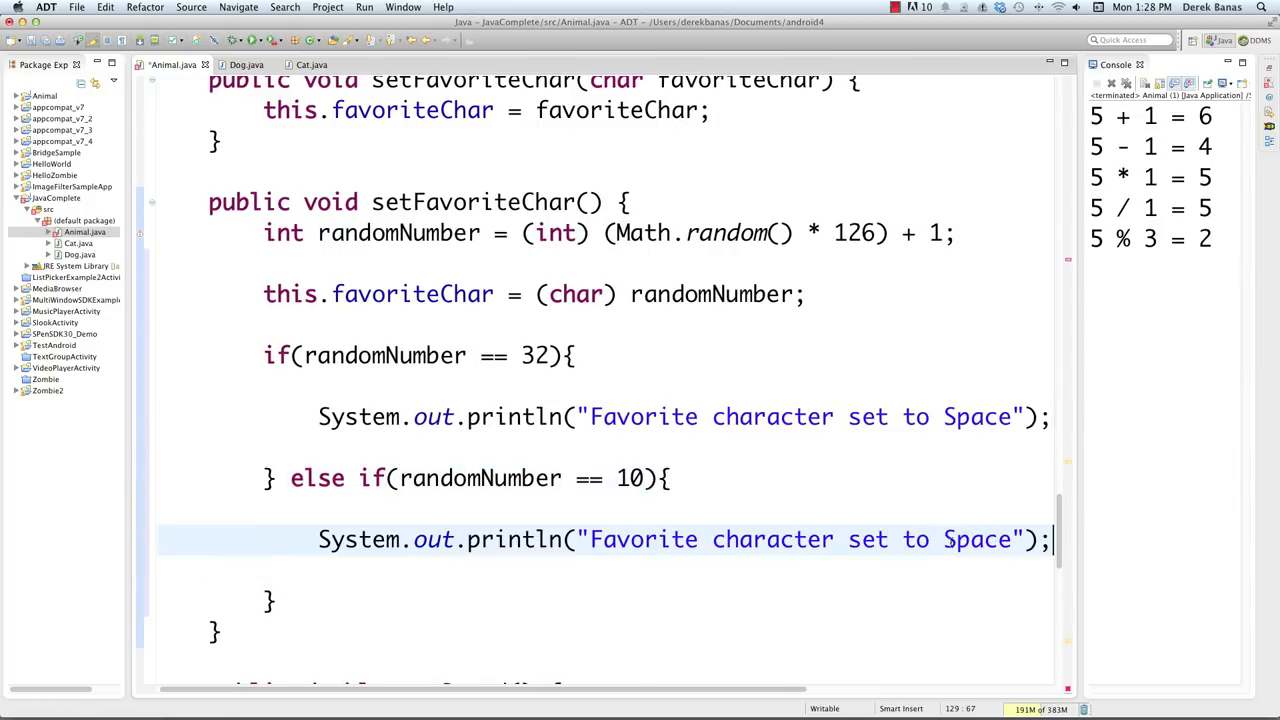 ADT File Edit Refactor Source Navigate Search Project Run Window Help 10 Mon 1:28 PM Derek Banas
Java - JavaComplete/src/Animal.java - ADT - /Users/derekbanas/Documents/android4
Quick Access Java DDMS
Package Exp
*Animal.java Dog.java Cat.java
Console
<terminated> Animal (1) [Java Application]
Animal
appcompat_v7
appcompat_v7_2
appcompat_v7_3
appcompat_v7_4
BridgeSample
HelloWorld
HelloZombie
ImageFilterSampleApp
JavaComplete
src
(default package)
Animal.java
Cat.java
Dog.java
JRE System Library [Ja
ListPickerExample2Activi
MediaBrowser
MultiWindowSDKExample
MusicPlayerActivity
SlookActivity
SPenSDK30_Demo
TestAndroid
TextGroupActivity
VideoPlayerActivity
Zombie
Zombie2
public void setFavoriteChar(char favoriteChar) {
this.favoriteChar = favoriteChar;
}
public void setFavoriteChar() {
int randomNumber = (int) (Math.random() * 126) + 1;
this.favoriteChar = (char) randomNumber;
if(randomNumber == 32){
System.out.println("Favorite character set to Space");
} else if(randomNumber == 10){
System.out.println("Favorite character set to Space");
}
}
5 + 1 = 6
5 - 1 = 4
5 * 1 = 5
5 / 1 = 5
5 % 3 = 2
Writable Smart Insert 129 : 67 191M of 383M